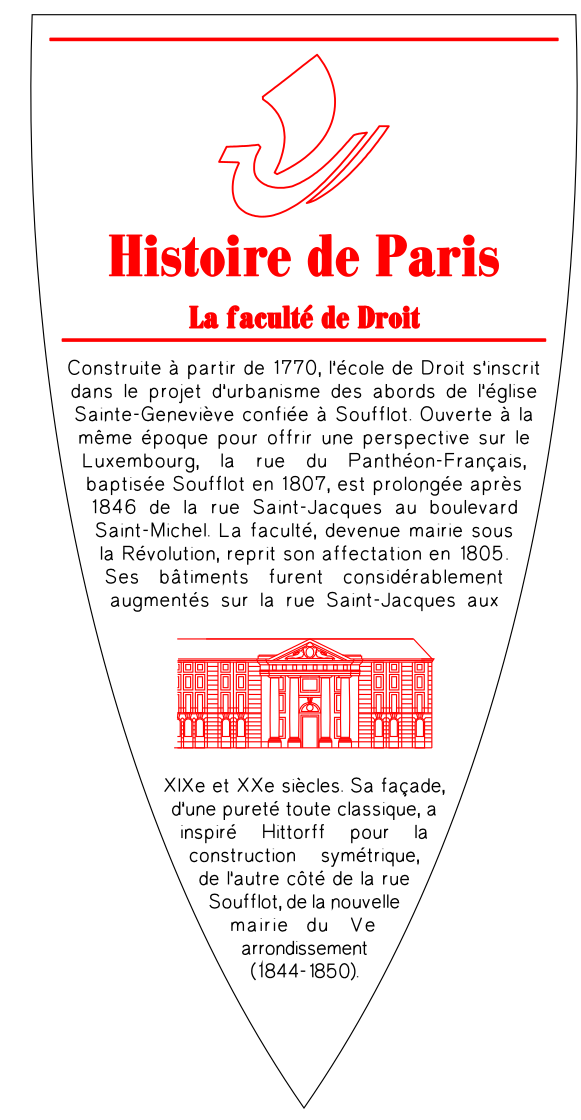 Histoire de Paris
La faculté de Droit
Construite à partir de 1770, l'école de Droit s'inscrit
dans le projet d'urbanisme des abords de l'église
Sainte-Geneviève confiée à Soufflot. Ouverte à la
même époque pour offrir une perspective sur le
Luxembourg, la rue du Panthéon-Français,
baptisée Soufflot en 1807, est prolongée après
1846 de la rue Saint-Jacques au boulevard
Saint-Michel. La faculté, devenue mairie sous
la Révolution, reprit son affectation en 1805.
Ses bâtiments furent considérablement
augmentés sur la rue Saint-Jacques aux
XIXe et XXe siècles. Sa façade,
d'une pureté toute classique, a
inspiré Hittorff pour la
construction symétrique,
de l'autre côté de la rue
Soufflot, de la nouvelle
mairie du Ve
arrondissement
(1844-1850).